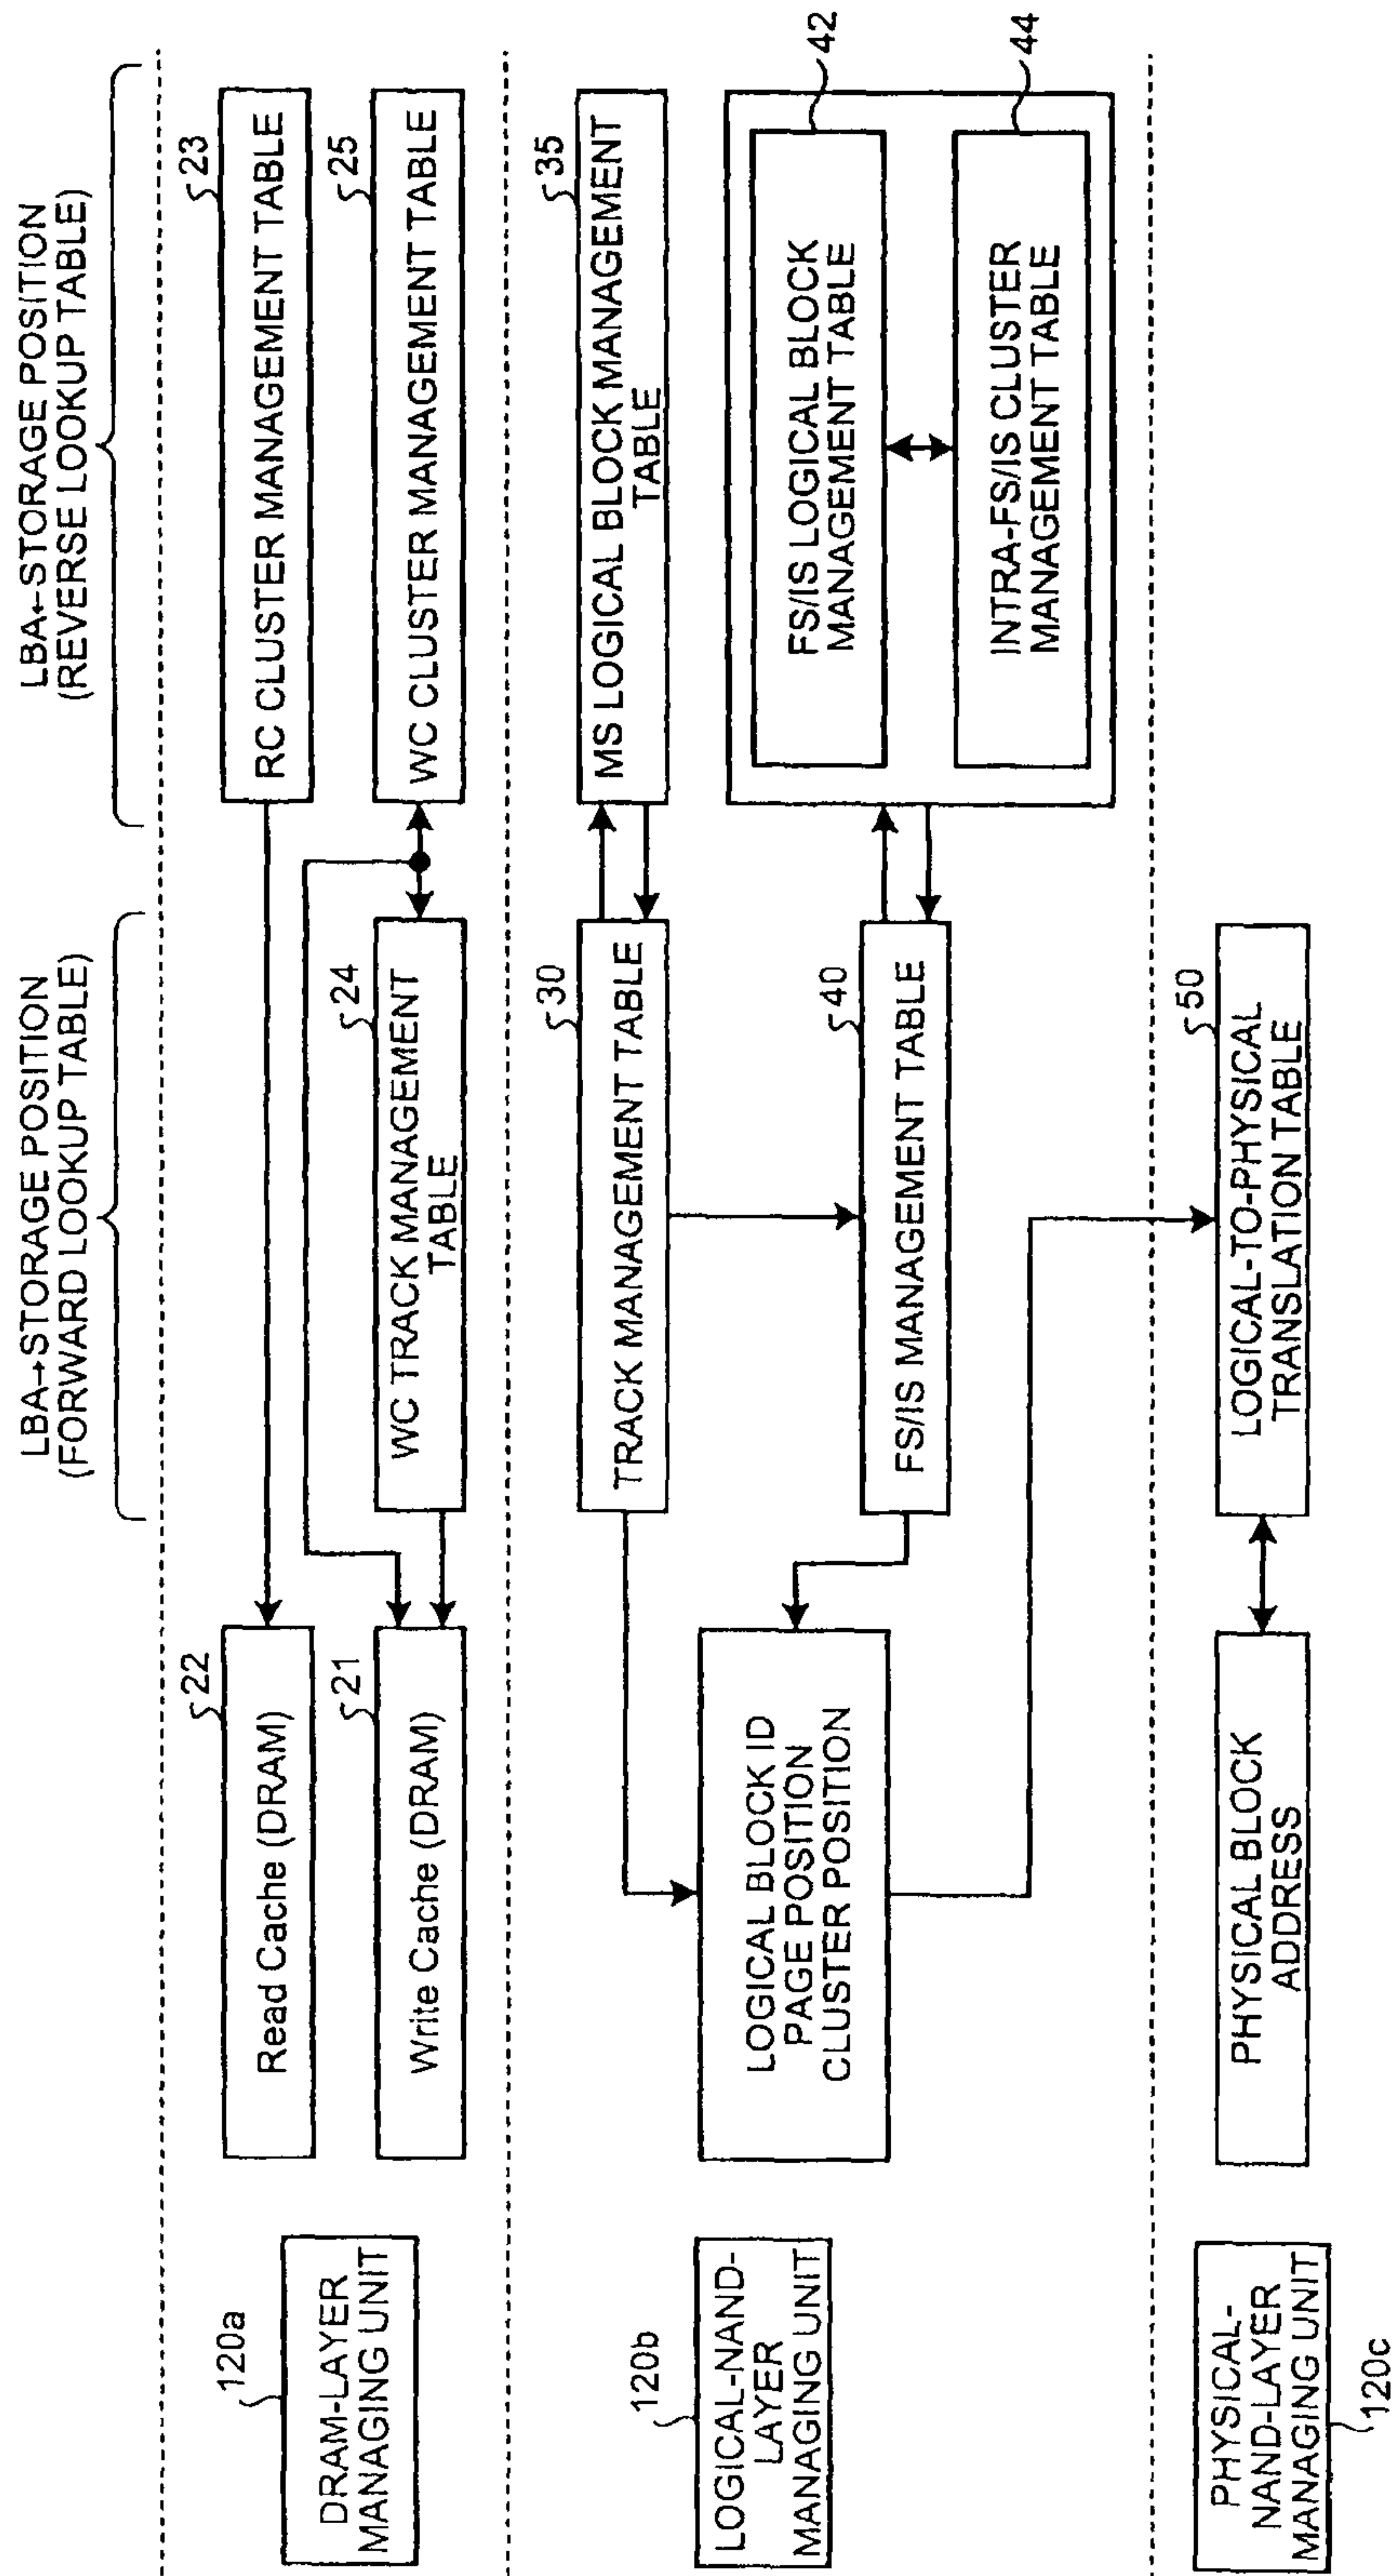 LBA→STORAGE POSITION
(FORWARD LOOKUP TABLE)
LBA←STORAGE POSITION
(REVERSE LOOKUP TABLE)
120a
DRAM-LAYER
MANAGING UNIT
22
Read Cache (DRAM)
23
RC CLUSTER MANAGEMENT TABLE
21
Write Cache (DRAM)
24
WC TRACK MANAGEMENT
TABLE
25
WC CLUSTER MANAGEMENT TABLE
120b
LOGICAL-NAND-
LAYER
MANAGING UNIT
LOGICAL BLOCK ID
PAGE POSITION
CLUSTER POSITION
30
TRACK MANAGEMENT TABLE
35
MS LOGICAL BLOCK MANAGEMENT
TABLE
40
FS/IS MANAGEMENT TABLE
42
FS/IS LOGICAL BLOCK
MANAGEMENT TABLE
44
INTRA-FS/IS CLUSTER
MANAGEMENT TABLE
PHYSICAL-
NAND-LAYER
MANAGING UNIT
120c
PHYSICAL BLOCK
ADDRESS
50
LOGICAL-TO-PHYSICAL
TRANSLATION TABLE